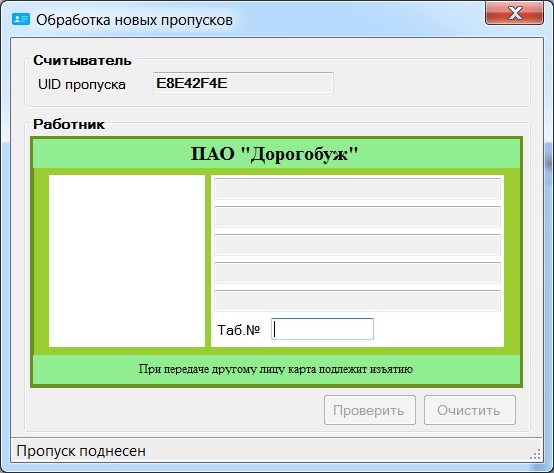 Обработка новых пропусков
Считыватель
UID пропуска E8E42F4E
Работник
ПАО "Дорогобуж"
Таб.№
При передаче другому лицу карта подлежит изъятию
Проверить Очистить
Пропуск поднесен